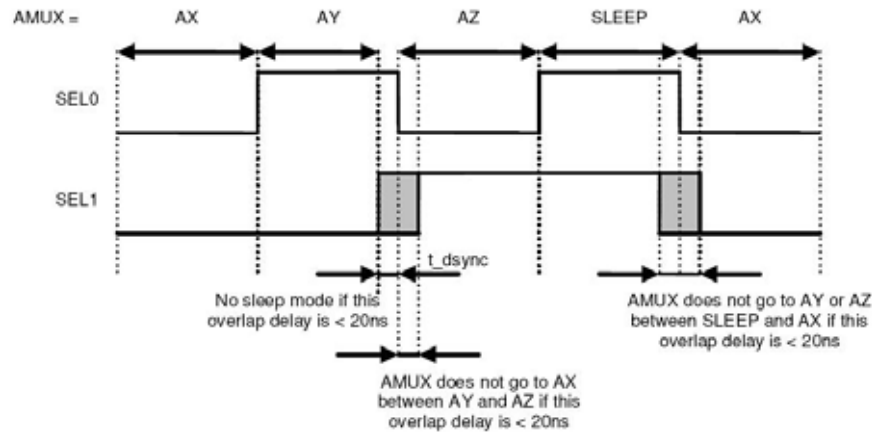 AMUX = AX AY AZ SLEEP AX
SEL0
SEL1
t_dsync
No sleep mode if this
overlap delay is < 20ns
AMUX does not go to AY or AZ
between SLEEP and AX if this
overlap delay is < 20ns
AMUX does not go to AX
between AY and AZ if this
overlap delay is < 20ns